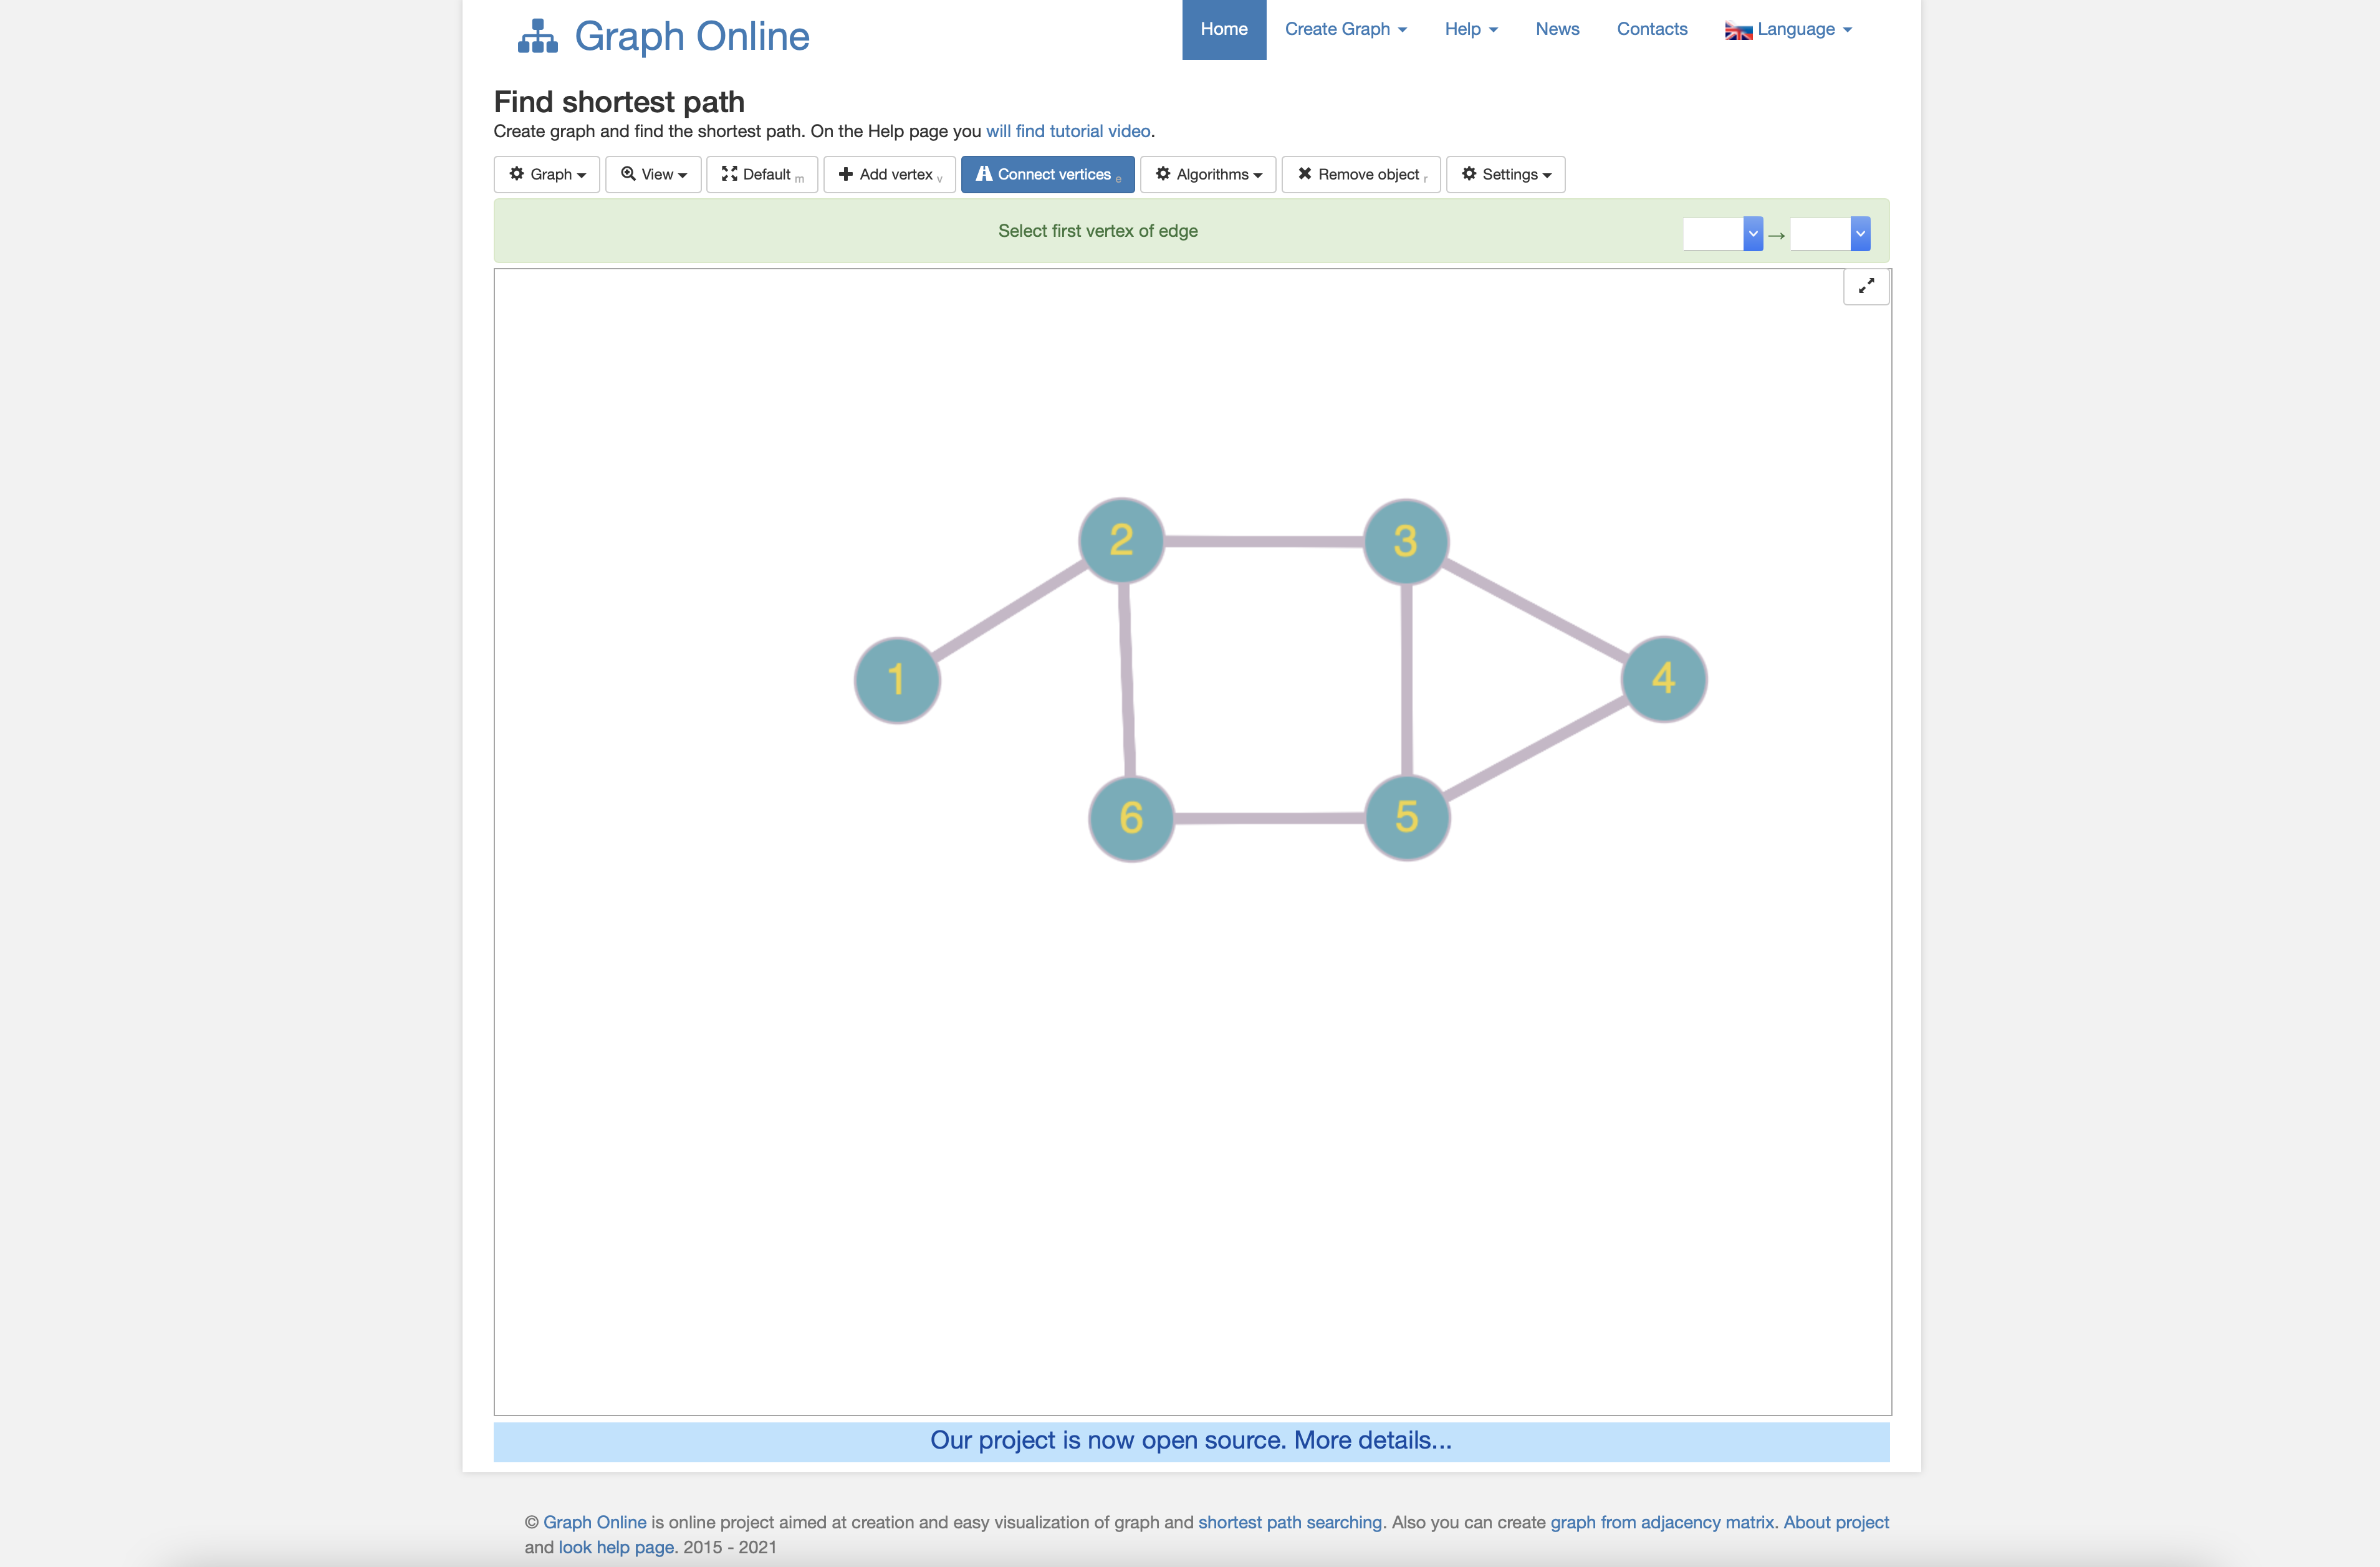 Graph Online
Home Create Graph Help News Contacts Language
Find shortest path
Create graph and find the shortest path. On the Help page you will find tutorial video.
Graph View Default m Add vertex v Connect vertices e Algorithms Remove object r Settings
Select first vertex of edge →
2 3
1 4
6 5
Our project is now open source. More details...
© Graph Online is online project aimed at creation and easy visualization of graph and shortest path searching. Also you can create graph from adjacency matrix. About project
and look help page. 2015 - 2021